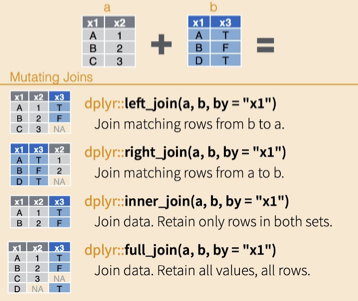 a b
x1 x2 x1 x3
A 1 A T
B 2 + B F =
C 3 D T
Mutating Joins
x1 x2 x3
A 1 T
B 2 F
C 3 NA
dplyr::left_join(a, b, by = "x1")
Join matching rows from b to a.
x1 x3 x2
A T 1
B F 2
D T NA
dplyr::right_join(a, b, by = "x1")
Join matching rows from a to b.
x1 x2 x3
A 1 T
B 2 F
dplyr::inner_join(a, b, by = "x1")
Join data. Retain only rows in both sets.
x1 x2 x3
A 1 T
B 2 F
C 3 NA
D NA T
dplyr::full_join(a, b, by = "x1")
Join data. Retain all values, all rows.